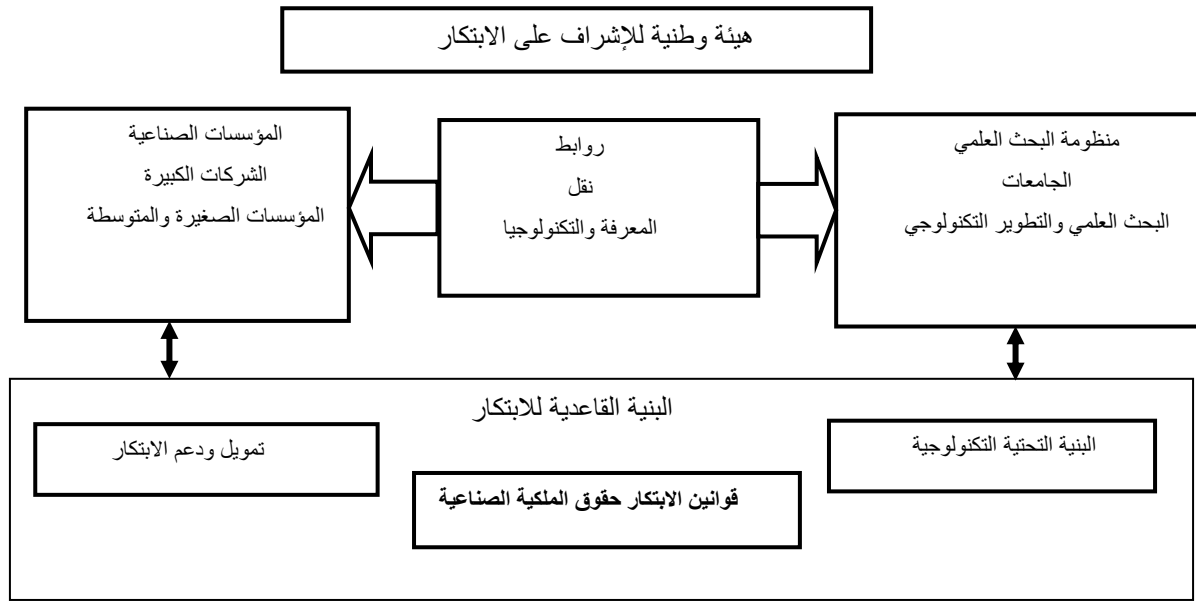 هيئة وطنية للإشراف على الابتكار
منظومة البحث العلمي
الجامعات
البحث العلمي والتطوير التكنولوجي
روابط
نقل
المعرفة والتكنولوجيا
المؤسسات الصناعية
الشركات الكبيرة
المؤسسات الصغيرة والمتوسطة
البنية القاعدية للابتكار
البنية التحتية التكنولوجية
قوانين الابتكار حقوق الملكية الصناعية
تمويل ودعم الابتكار